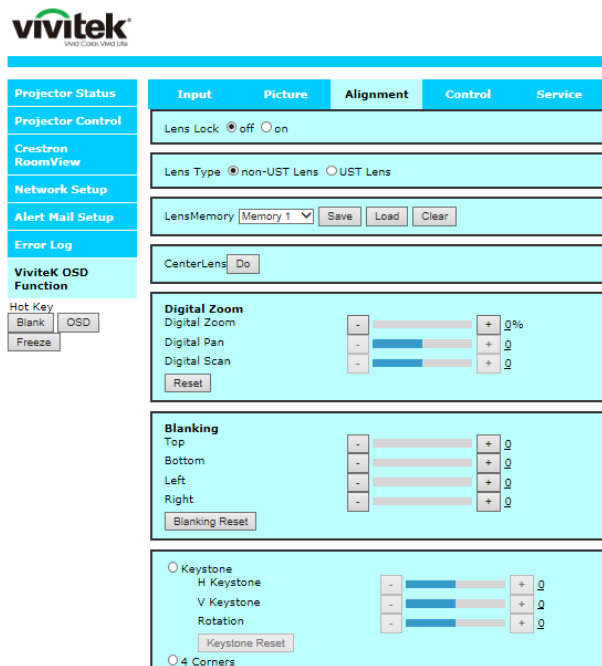 vivitek
Vivid Color, Vivid Life
Projector Status
Projector Control
Crestron
RoomView
Network Setup
Alert Mail Setup
Error Log
ViviteK OSD
Function
Hot Key
Blank OSD
Freeze
Input Picture Alignment Control Service
Lens Lock off on
Lens Type non-UST Lens UST Lens
LensMemory Memory 1 Save Load Clear
CenterLens Do
Digital Zoom
Digital Zoom - + 0%
Digital Pan - + 0
Digital Scan - + 0
Reset
Blanking
Top - + 0
Bottom - + 0
Left - + 0
Right - + 0
Blanking Reset
Keystone
H Keystone - + 0
V Keystone - + 0
Rotation - + 0
Keystone Reset
4 Corners